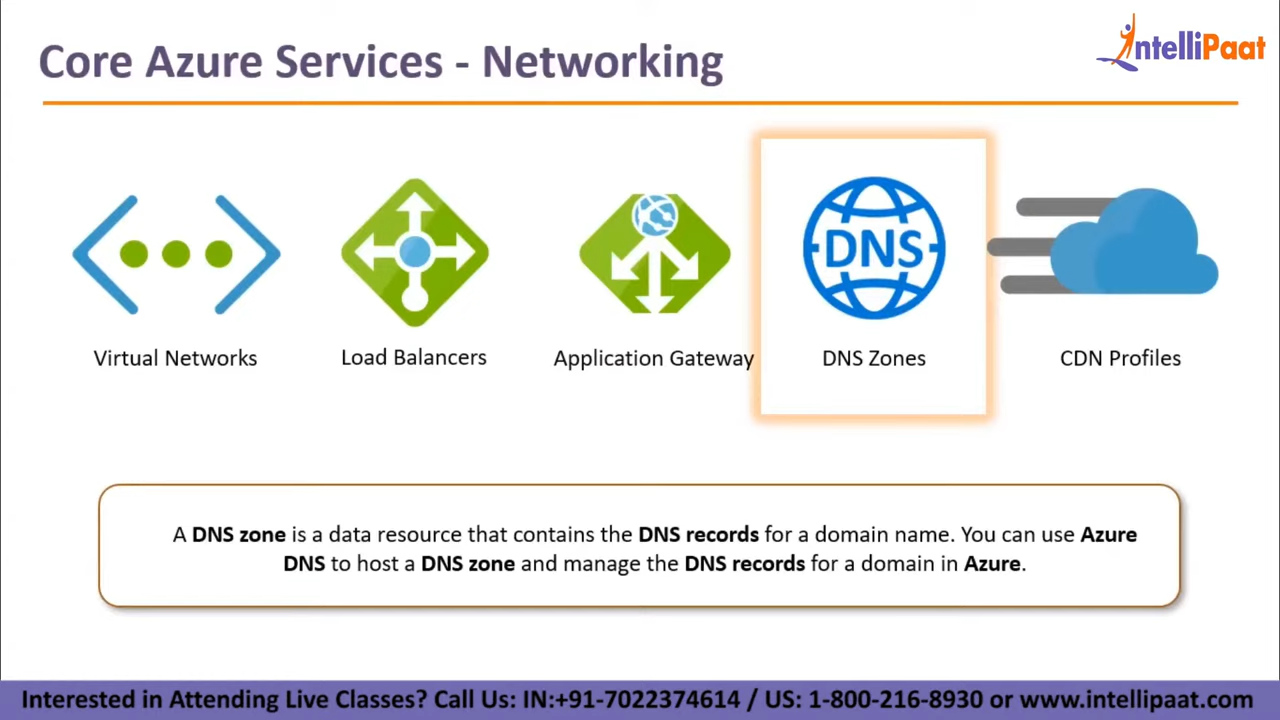 Core Azure Services - Networking
IntelliPaat
DNS
Virtual Networks
Load Balancers
Application Gateway
DNS Zones
CDN Profiles
A DNS zone is a data resource that contains the DNS records for a domain name. You can use Azure
DNS to host a DNS zone and manage the DNS records for a domain in Azure.
Interested in Attending Live Classes? Call Us: IN:+91-7022374614 / US: 1-800-216-8930 or www.intellipaat.com